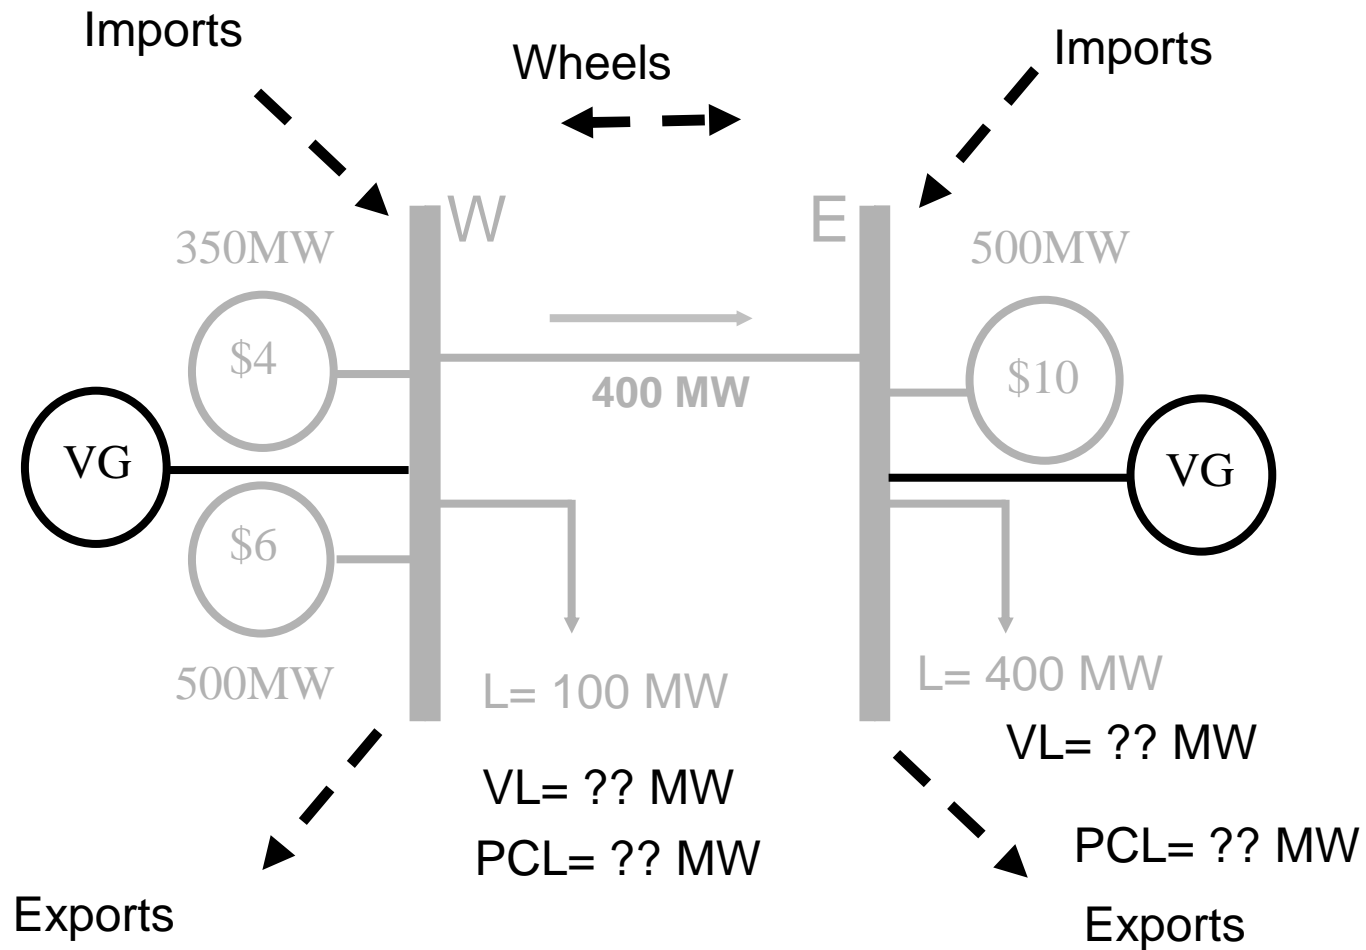 Imports
Wheels
Imports
W
E
350MW
500MW
$4
$10
400 MW
VG
VG
$6
500MW
L= 100 MW
L= 400 MW
VL= ?? MW
VL= ?? MW
PCL= ?? MW
PCL= ?? MW
Exports
Exports